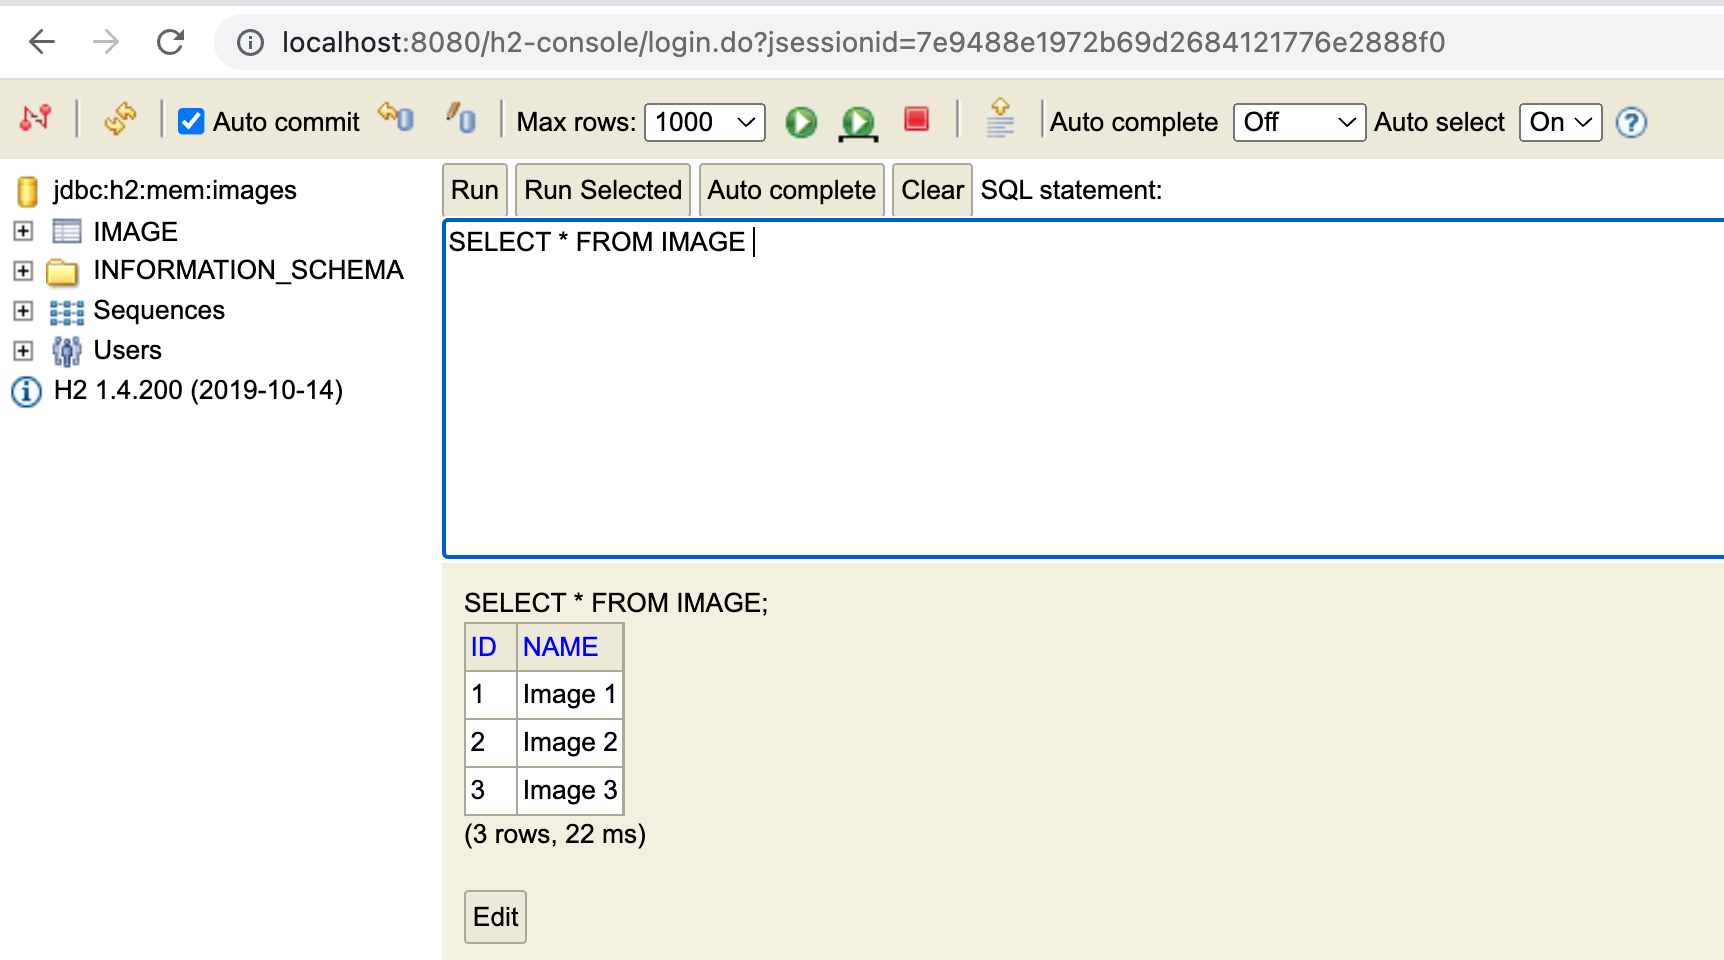 localhost:8080/h2-console/login.do?jsessionid=7e9488e1972b69d2684121776e2888f0
Auto commit Max rows: 1000 Auto complete Off Auto select On ?
jdbc:h2:mem:images
IMAGE
INFORMATION_SCHEMA
Sequences
Users
H2 1.4.200 (2019-10-14)
Run Run Selected Auto complete Clear SQL statement:
SELECT * FROM IMAGE
SELECT * FROM IMAGE;
ID NAME
1 Image 1
2 Image 2
3 Image 3
(3 rows, 22 ms)
Edit